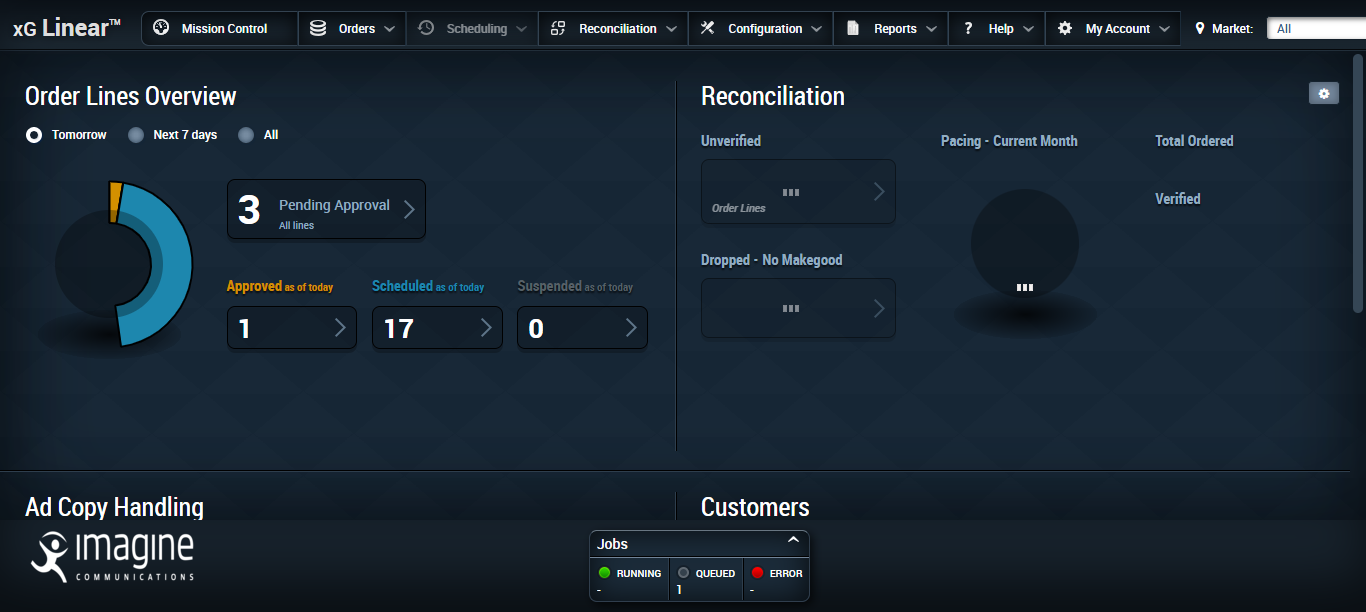 xG Linear™ Mission Control Orders Scheduling Reconciliation Configuration Reports ? Help My Account Market: All
Order Lines Overview
Tomorrow Next 7 days All
3 Pending Approval
All lines
Approved as of today Scheduled as of today Suspended as of today
1 17 0
Reconciliation
Unverified Pacing - Current Month Total Ordered
Order Lines
Verified
Dropped - No Makegood
Ad Copy Handling
Customers
imagine
COMMUNICATIONS
Jobs
RUNNING QUEUED ERROR
- 1 -